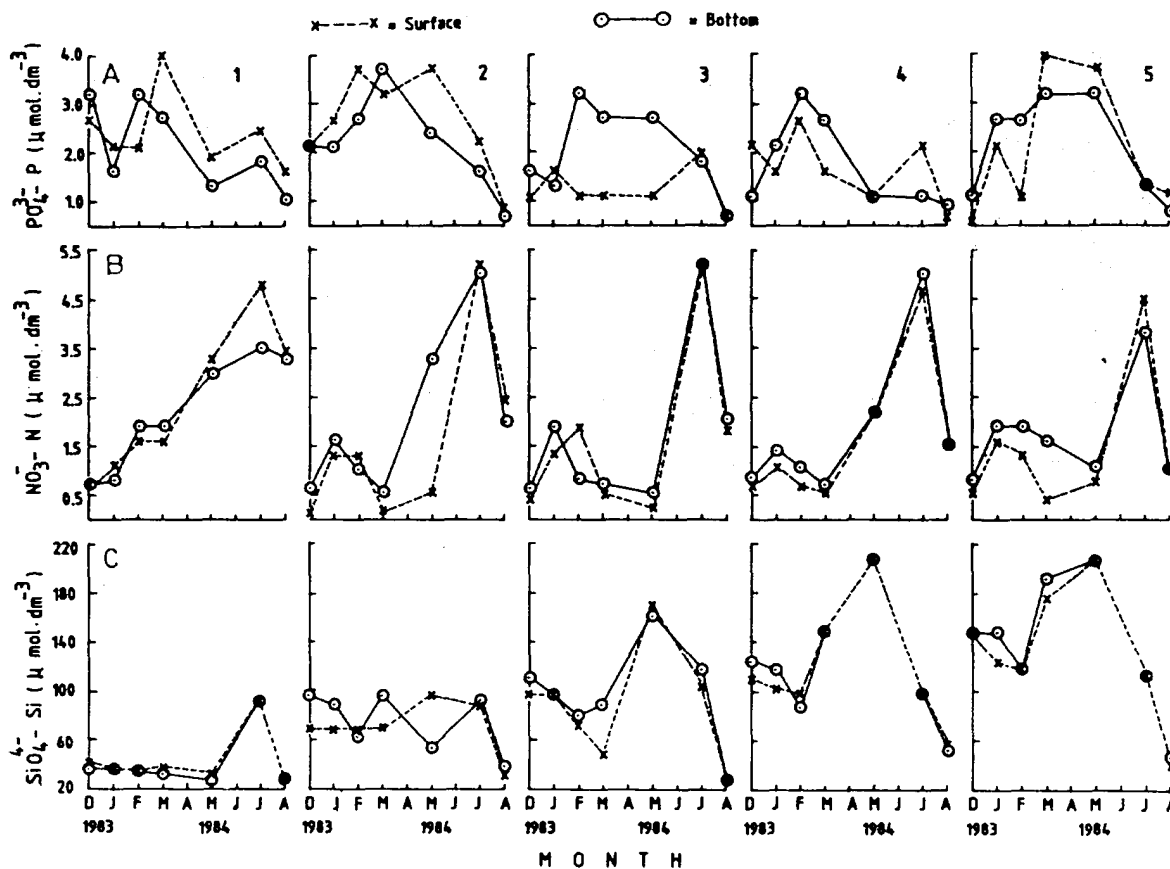 x-----x = Surface
⊙——⊙ = Bottom
A
1
2
3
4
5
PO₄³⁻- P (μ mol. dm⁻³)
4.0
3.0
2.0
1.0
B
NO₃⁻- N (μ mol. dm⁻³)
5.5
4.5
3.5
2.5
1.5
0.5
C
SiO₄⁴⁻- Si (μ mol. dm⁻³)
220
180
140
100
60
20
D J F M A M J J A
D J F M A M J J A
D J F M A M J J A
D J F M A M J J A
D J F M A M J J A
1983 1984
1983 1984
1983 1984
1983 1984
1983 1984
M O N T H